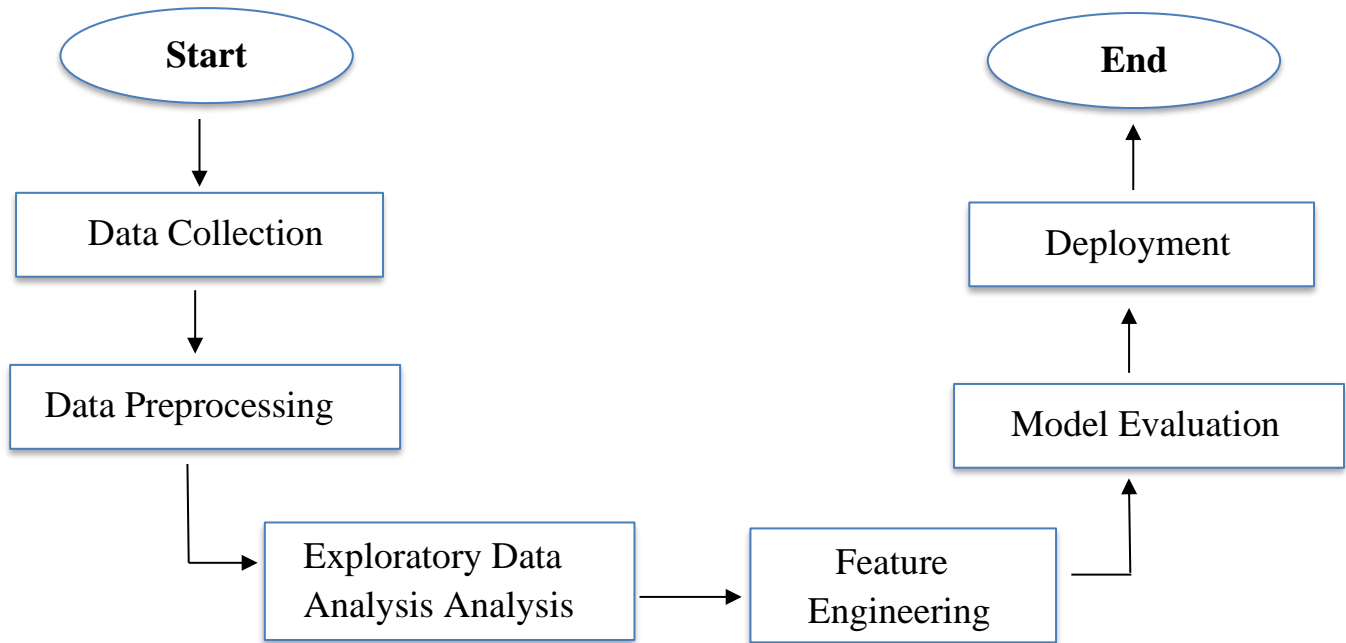 Start
Data Collection
Data Preprocessing
Exploratory Data
Analysis Analysis
Feature
Engineering
Model Evaluation
Deployment
End